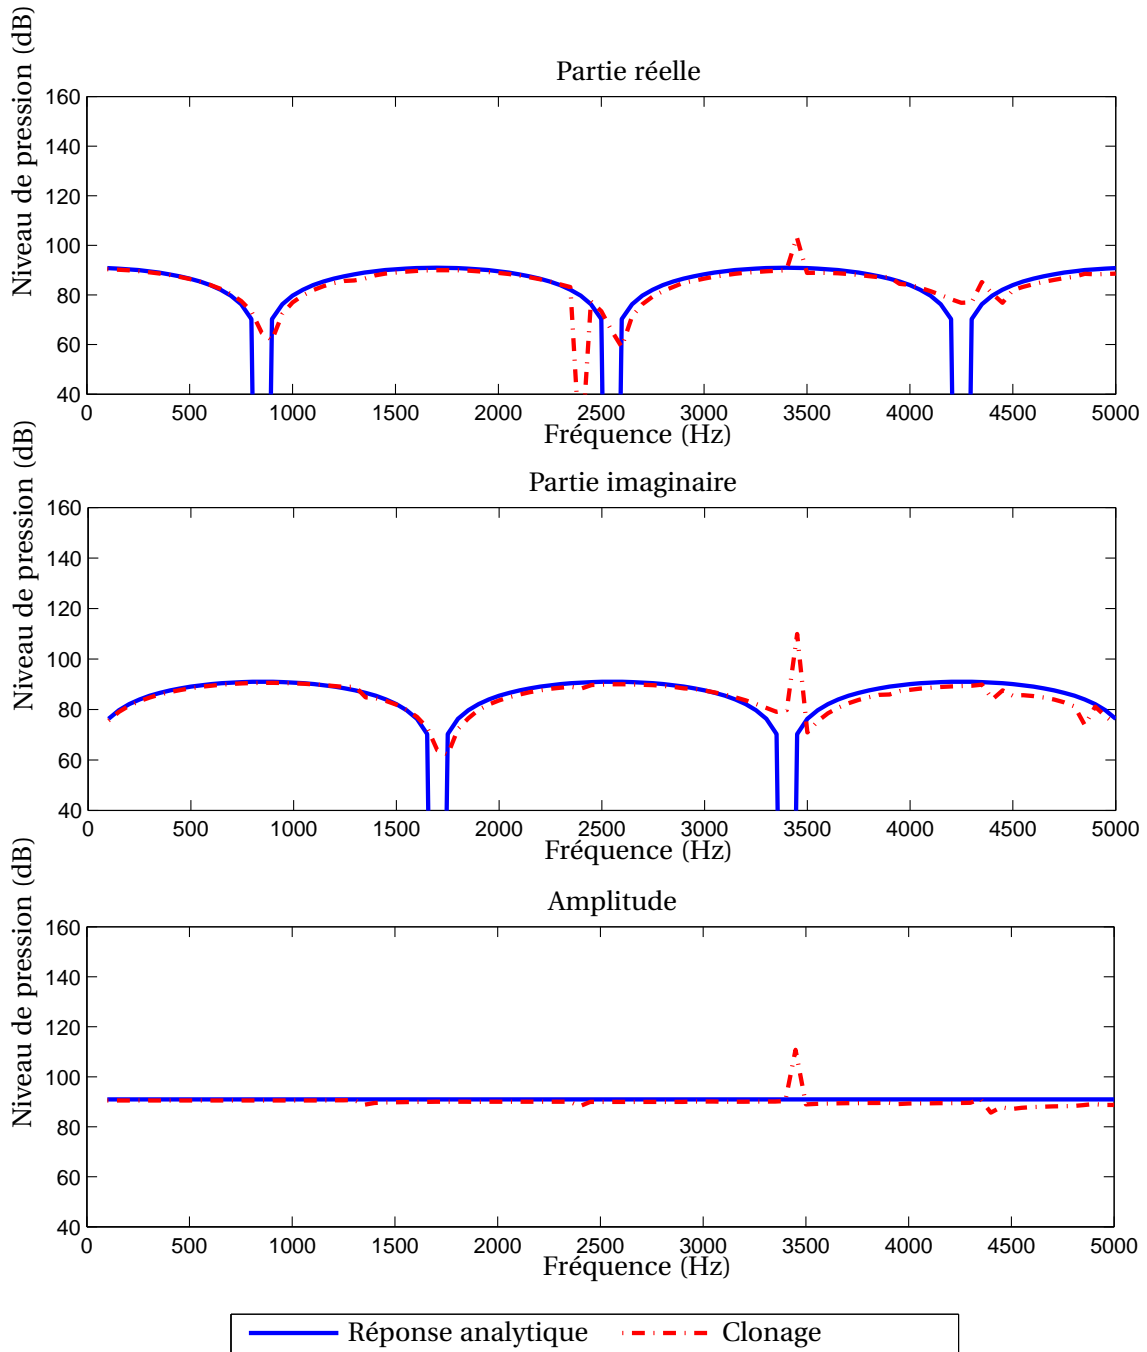 Partie réelle
Niveau de pression (dB)
160
140
120
100
80
60
40
0 500 1000 1500 2000 2500 3000 3500 4000 4500 5000
Fréquence (Hz)
Partie imaginaire
Niveau de pression (dB)
160
140
120
100
80
60
40
0 500 1000 1500 2000 2500 3000 3500 4000 4500 5000
Fréquence (Hz)
Amplitude
Niveau de pression (dB)
160
140
120
100
80
60
40
0 500 1000 1500 2000 2500 3000 3500 4000 4500 5000
Fréquence (Hz)
Réponse analytique Clonage